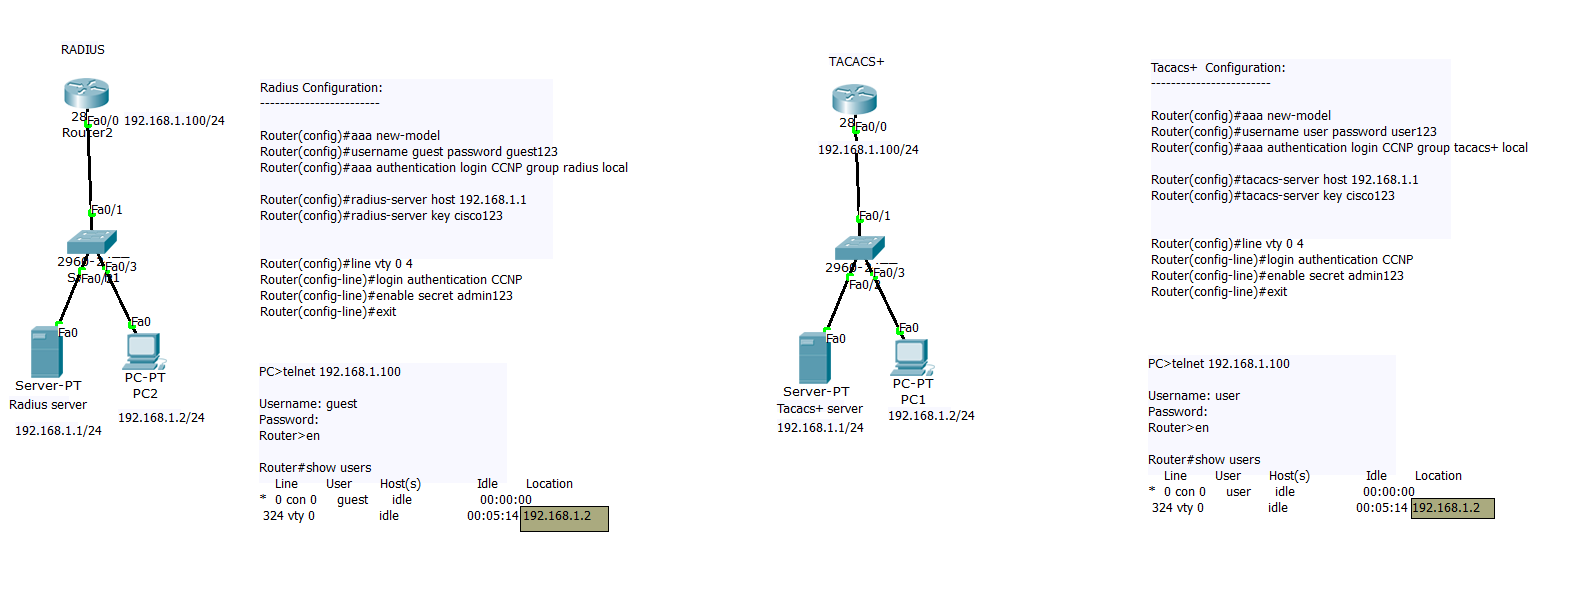 RADIUS
28
Fa0/0 192.168.1.100/24
Router2
Fa0/1
2960-2
Fa0/3
Fa0/2
Fa0
Fa0
Server-PT
Radius server
192.168.1.1/24
PC-PT
PC2
192.168.1.2/24
Radius Configuration:
------------------------
Router(config)#aaa new-model
Router(config)#username guest password guest123
Router(config)#aaa authentication login CCNP group radius local
Router(config)#radius-server host 192.168.1.1
Router(config)#radius-server key cisco123
Router(config)#line vty 0 4
Router(config-line)#login authentication CCNP
Router(config-line)#enable secret admin123
Router(config-line)#exit
PC>telnet 192.168.1.100
Username: guest
Password:
Router>en
Router#show users
Line User Host(s) Idle Location
* 0 con 0 guest idle 00:00:00
324 vty 0 idle 00:05:14 192.168.1.2
TACACS+
28
Fa0/0
192.168.1.100/24
Fa0/1
2960-2
Fa0/3
Fa0/2
Fa0
Fa0
Server-PT
Tacacs+ server
192.168.1.1/24
PC-PT
PC1
192.168.1.2/24
Tacacs+ Configuration:
------------------------
Router(config)#aaa new-model
Router(config)#username user password user123
Router(config)#aaa authentication login CCNP group tacacs+ local
Router(config)#tacacs-server host 192.168.1.1
Router(config)#tacacs-server key cisco123
Router(config)#line vty 0 4
Router(config-line)#login authentication CCNP
Router(config-line)#enable secret admin123
Router(config-line)#exit
PC>telnet 192.168.1.100
Username: user
Password:
Router>en
Router#show users
Line User Host(s) Idle Location
* 0 con 0 user idle 00:00:00
324 vty 0 idle 00:05:14 192.168.1.2